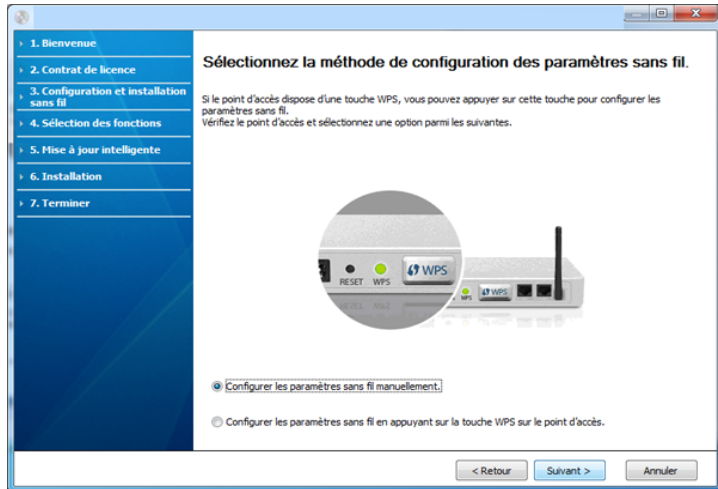 1. Bienvenue
2. Contrat de licence
3. Configuration et installation
sans fil
4. Sélection des fonctions
5. Mise à jour intelligente
6. Installation
7. Terminer
Sélectionnez la méthode de configuration des paramètres sans fil.
Si le point d'accès dispose d'une touche WPS, vous pouvez appuyer sur cette touche pour configurer les
paramètres sans fil.
Vérifiez le point d'accès et sélectionnez une option parmi les suivantes.
RESET WPS WPS
WPS WPS
Configurer les paramètres sans fil manuellement.
Configurer les paramètres sans fil en appuyant sur la touche WPS sur le point d'accès.
< Retour Suivant > Annuler